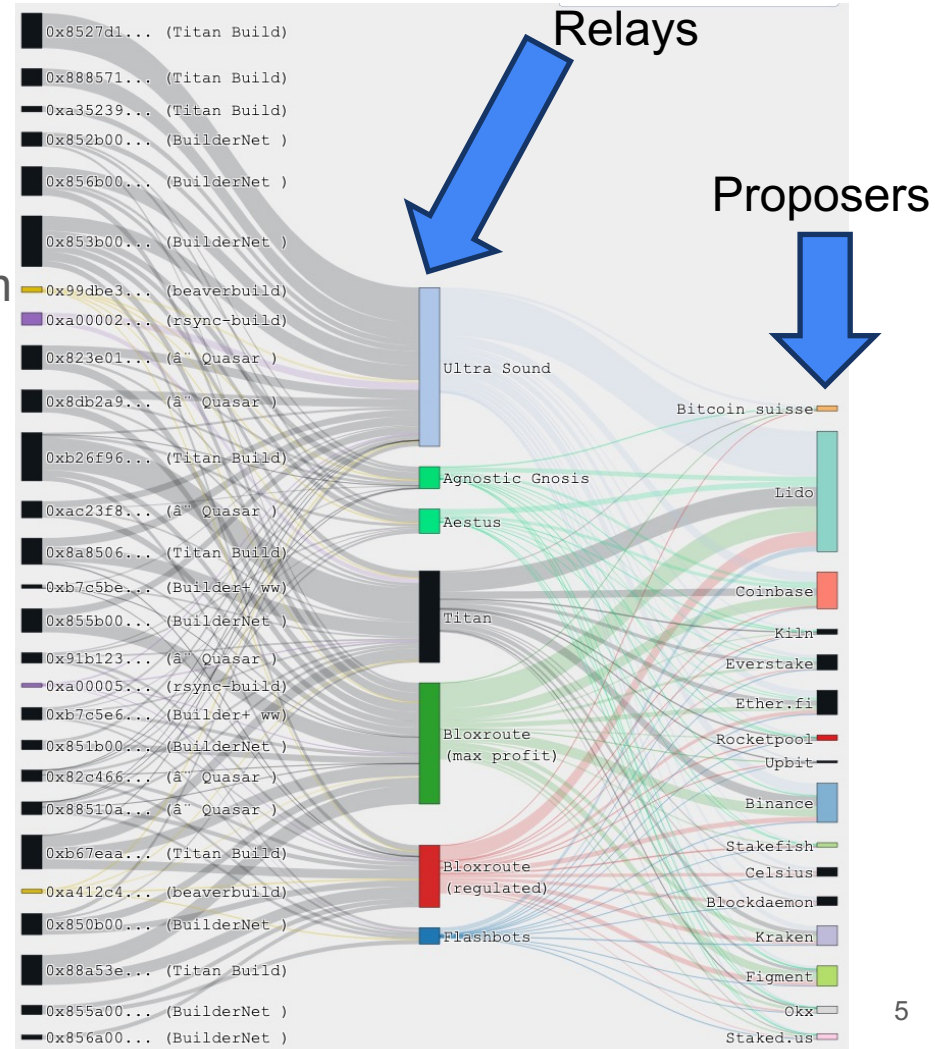 Relays
Proposers
n
0x8527d1... (Titan Build)
0x888571... (Titan Build)
0xa35239... (Titan Build)
0x852b00... (BuilderNet )
0x856b00... (BuilderNet )
0x853b00... (BuilderNet )
0x99dbe3... (beaverbuild)
0xa00002... (rsync-build)
0x823e01... (â¨ Quasar )
0x8db2a9... (â¨ Quasar )
0xb26f96... (Titan Build)
0xac23f8... (â¨ Quasar )
0x8a8506... (Titan Build)
0xb7c5be... (Builder+ ww)
0x855b00... (BuilderNet )
0x91b123... (â¨ Quasar )
0xa00005... (rsync-build)
0xb7c5e6... (Builder+ ww)
0x851b00... (BuilderNet )
0x82c466... (â¨ Quasar )
0x88510a... (â¨ Quasar )
0xb67eaa... (Titan Build)
0xa412c4... (beaverbuild)
0x850b00... (BuilderNet )
0x88a53e... (Titan Build)
0x855a00... (BuilderNet )
0x856a00... (BuilderNet )
Ultra Sound
Agnostic Gnosis
Aestus
Titan
Bloxroute
(max profit)
Bloxroute
(regulated)
Flashbots
Bitcoin suisse
Lido
Coinbase
Kiln
Everstake
Ether.fi
Rocketpool
Upbit
Binance
Stakefish
Celsius
Blockdaemon
Kraken
Figment
Okx
Staked.us
5